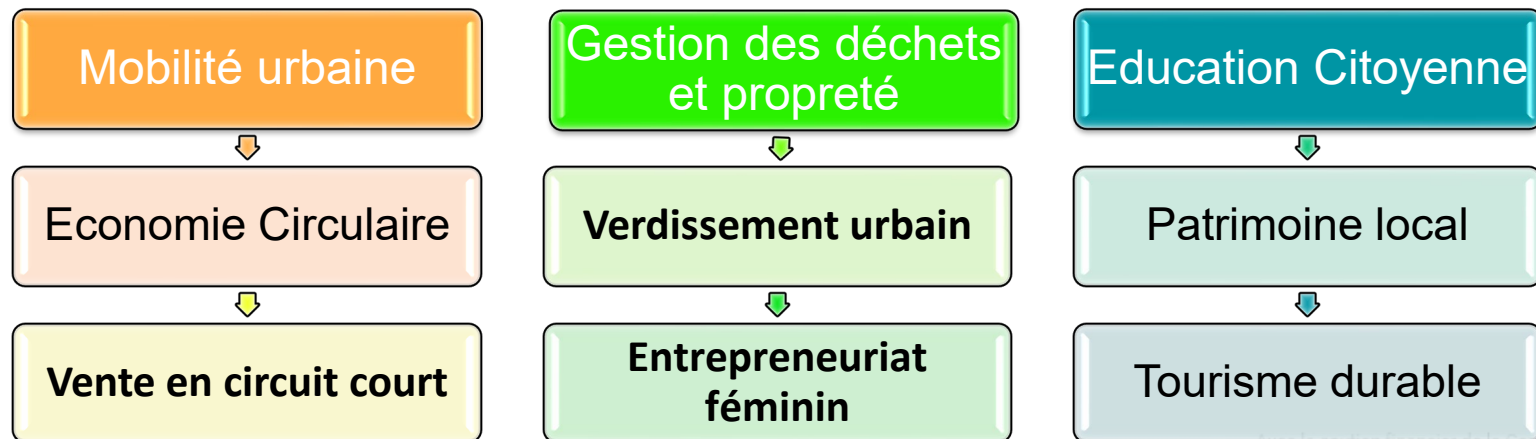 Mobilité urbaine
Gestion des déchets
et propreté
Education Citoyenne
Economie Circulaire
Verdissement urbain
Patrimoine local
Vente en circuit court
Entrepreneuriat
féminin
Tourisme durable